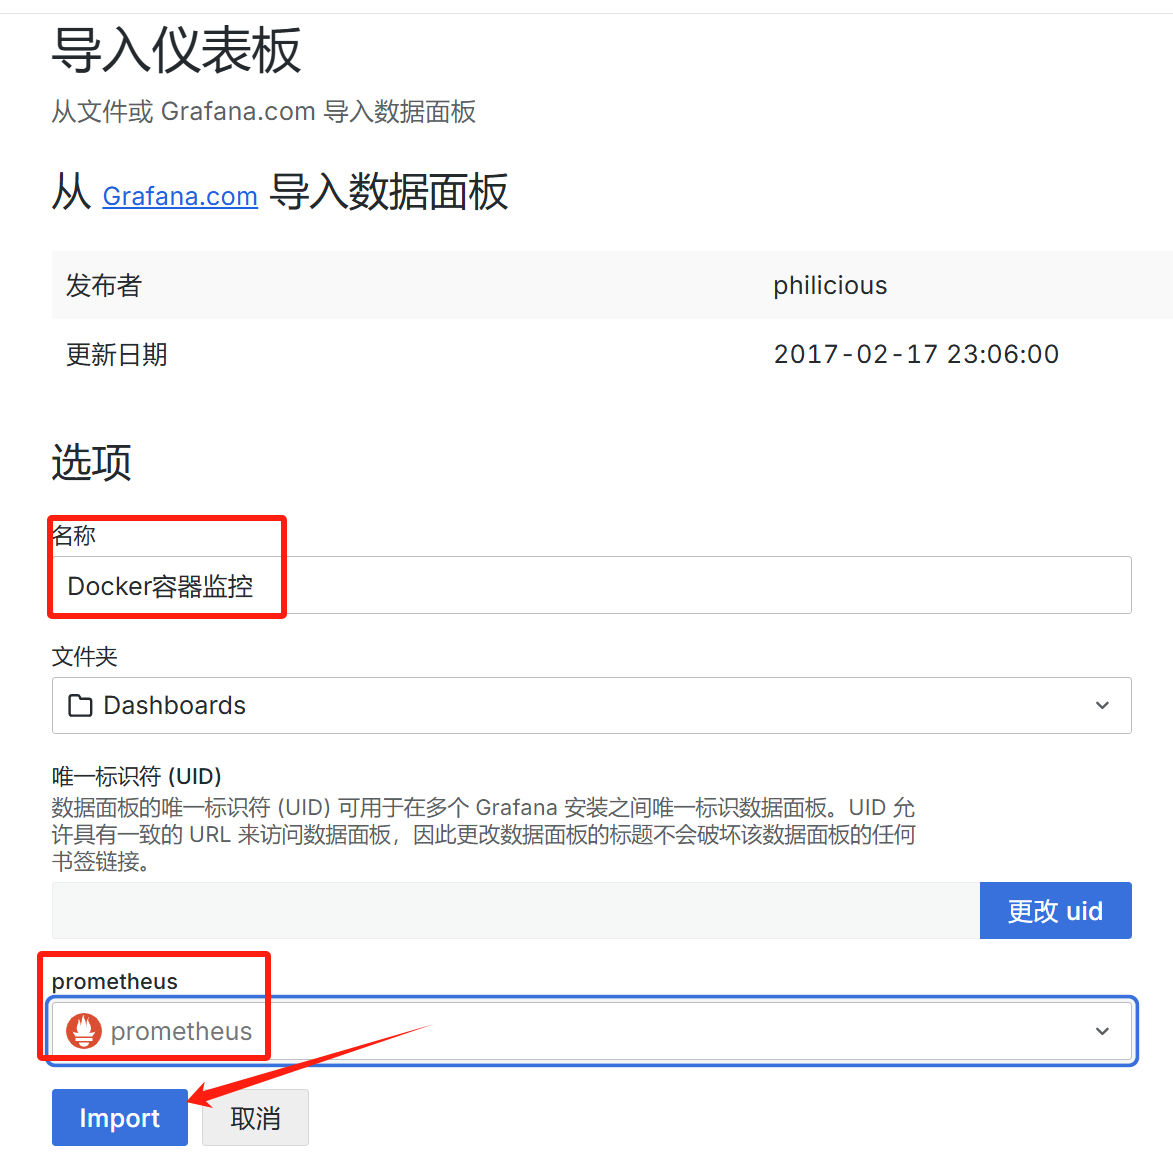 导入仪表板
从文件或 Grafana.com 导入数据面板
从 Grafana.com 导入数据面板
发布者 philicious
更新日期 2017-02-17 23:06:00
选项
名称
Docker容器监控
文件夹
Dashboards
唯一标识符 (UID)
数据面板的唯一标识符 (UID) 可用于在多个 Grafana 安装之间唯一标识数据面板。UID 允
许具有一致的 URL 来访问数据面板，因此更改数据面板的标题不会破坏该数据面板的任何
书签链接。
更改 uid
prometheus
prometheus
Import 取消